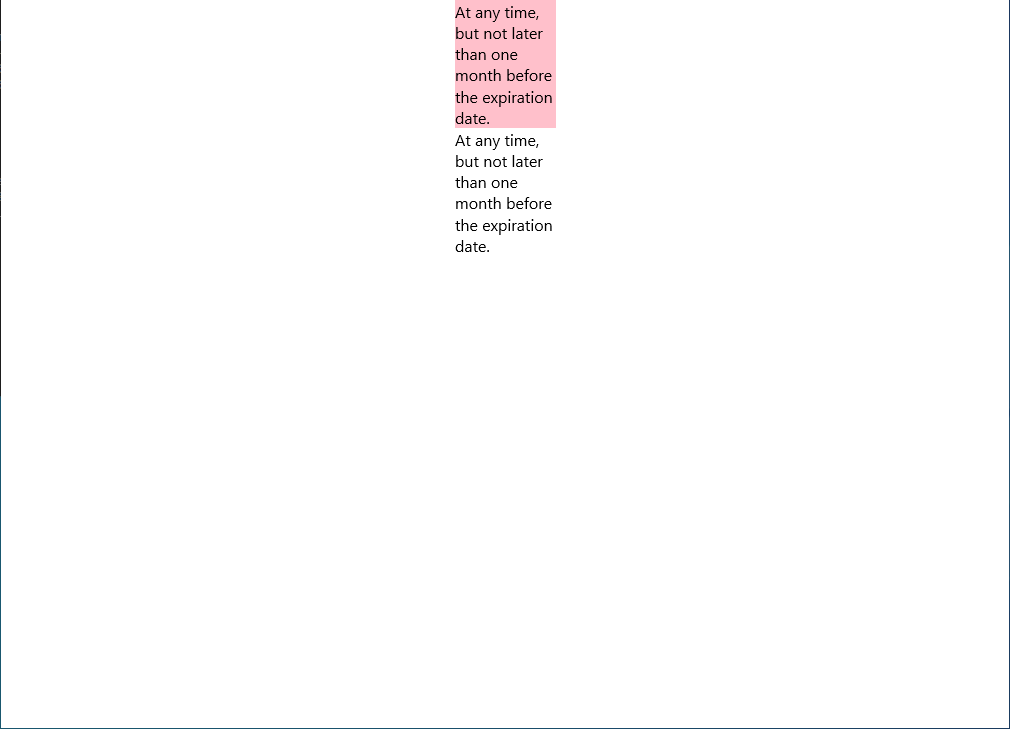 At any time,
but not later
than one
month before
the expiration
date.
At any time,
but not later
than one
month before
the expiration
date.